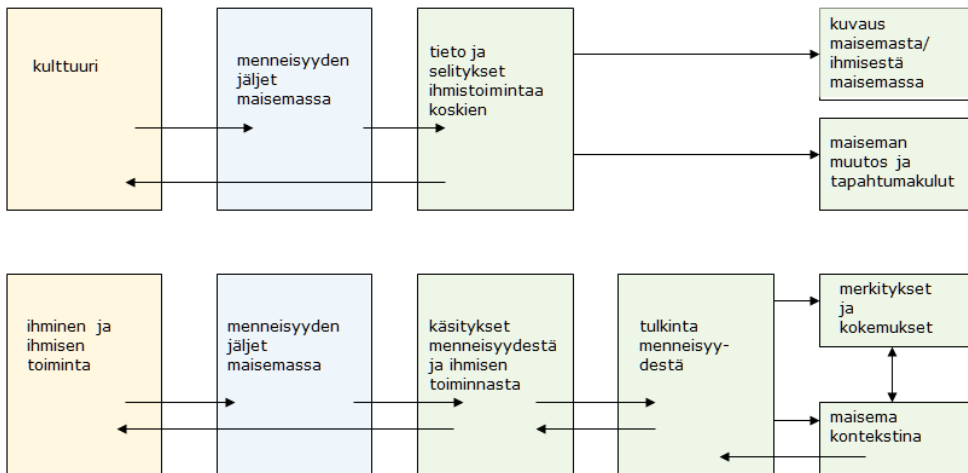 kulttuuri
menneisyyden
jäljet
maisemassa
tieto ja
selitykset
ihmistoimintaa
koskien
kuvaus
maisemasta/
ihmisestä
maisemassa
maiseman
muutos ja
tapahtumakulut
ihminen ja
ihmisen
toiminta
menneisyyden
jäljet
maisemassa
käsitykset
menneisyydestä
ja ihmisen
toiminnasta
tulkinta
menneisyy-
destä
merkitykset
ja
kokemukset
maisema
kontekstina